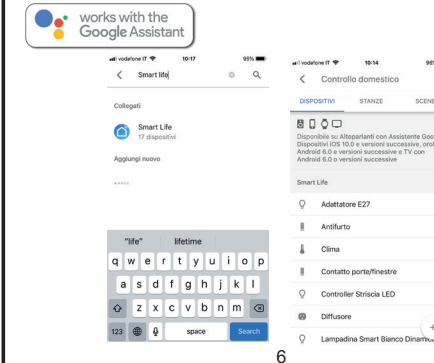 works with the
Google Assistant
vodafone IT
10:17
95%
Smart life
Collegati
Smart Life
17 dispositivi
Aggiungi nuovo
"life"
lifetime
q w e r t y u i o p
a s d f g h j k l
z x c v b n m
123
space
Search
vodafone IT
10:14
96%
Controllo domestico
DISPOSITIVI
STANZE
SCENE
Disponibile su Altoparlanti con Assistente Goo
Dispositivi iOS 10.0 e versioni successive, orol
Android 6.0 e versioni successive e TV con
Android 6.0 o versioni successive
Smart Life
Adattatore E27
Antifurto
Clima
Contatto porte/finestre
Controller Striscia LED
Diffusore
Lampadina Smart Bianco Dinamico
+
6